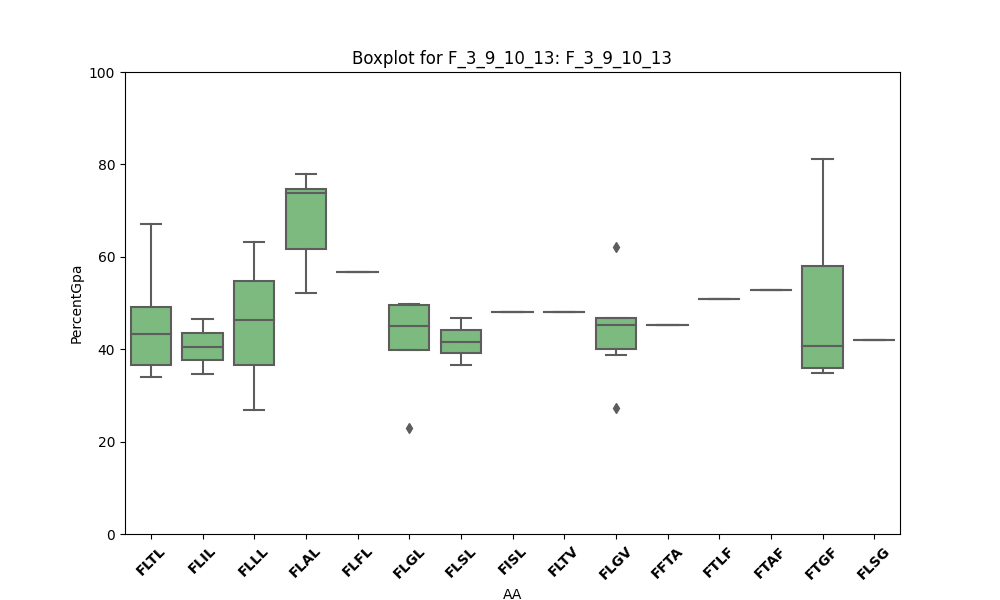 Boxplot for F_3_9_10_13: F_3_9_10_13
PercentGpa
100
80
60
40
20
0
FLTL FLIL FLLL FLAL FLFL FLGL FLSL FISL FLTV FLGV FFTA FTLF FTAF FTGF FLSG
AA